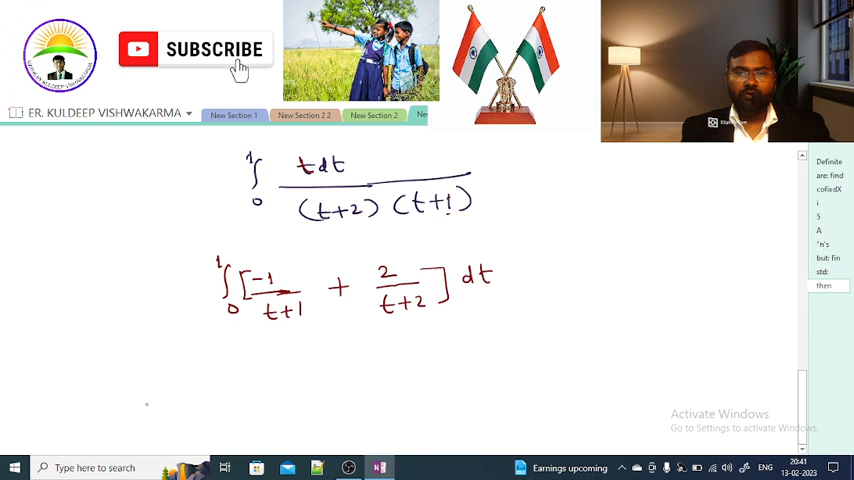 SUBSCRIBE
ER. KULDEEP VISHWAKARMA
New Section 1
New Section 2 2
New Section 2
Ne
1
∫ t dt
0 (t+2) (t+1)
1
∫ [ -1 + 2 ] dt
0 t+1 t+2
Definite
are: find
cofixdX
i
5
A
"n's
but: fin
std:
then
Activate Windows
Go to Settings to activate Windows.
Type here to search
Earnings upcoming
ENG
20:41
13-02-2023